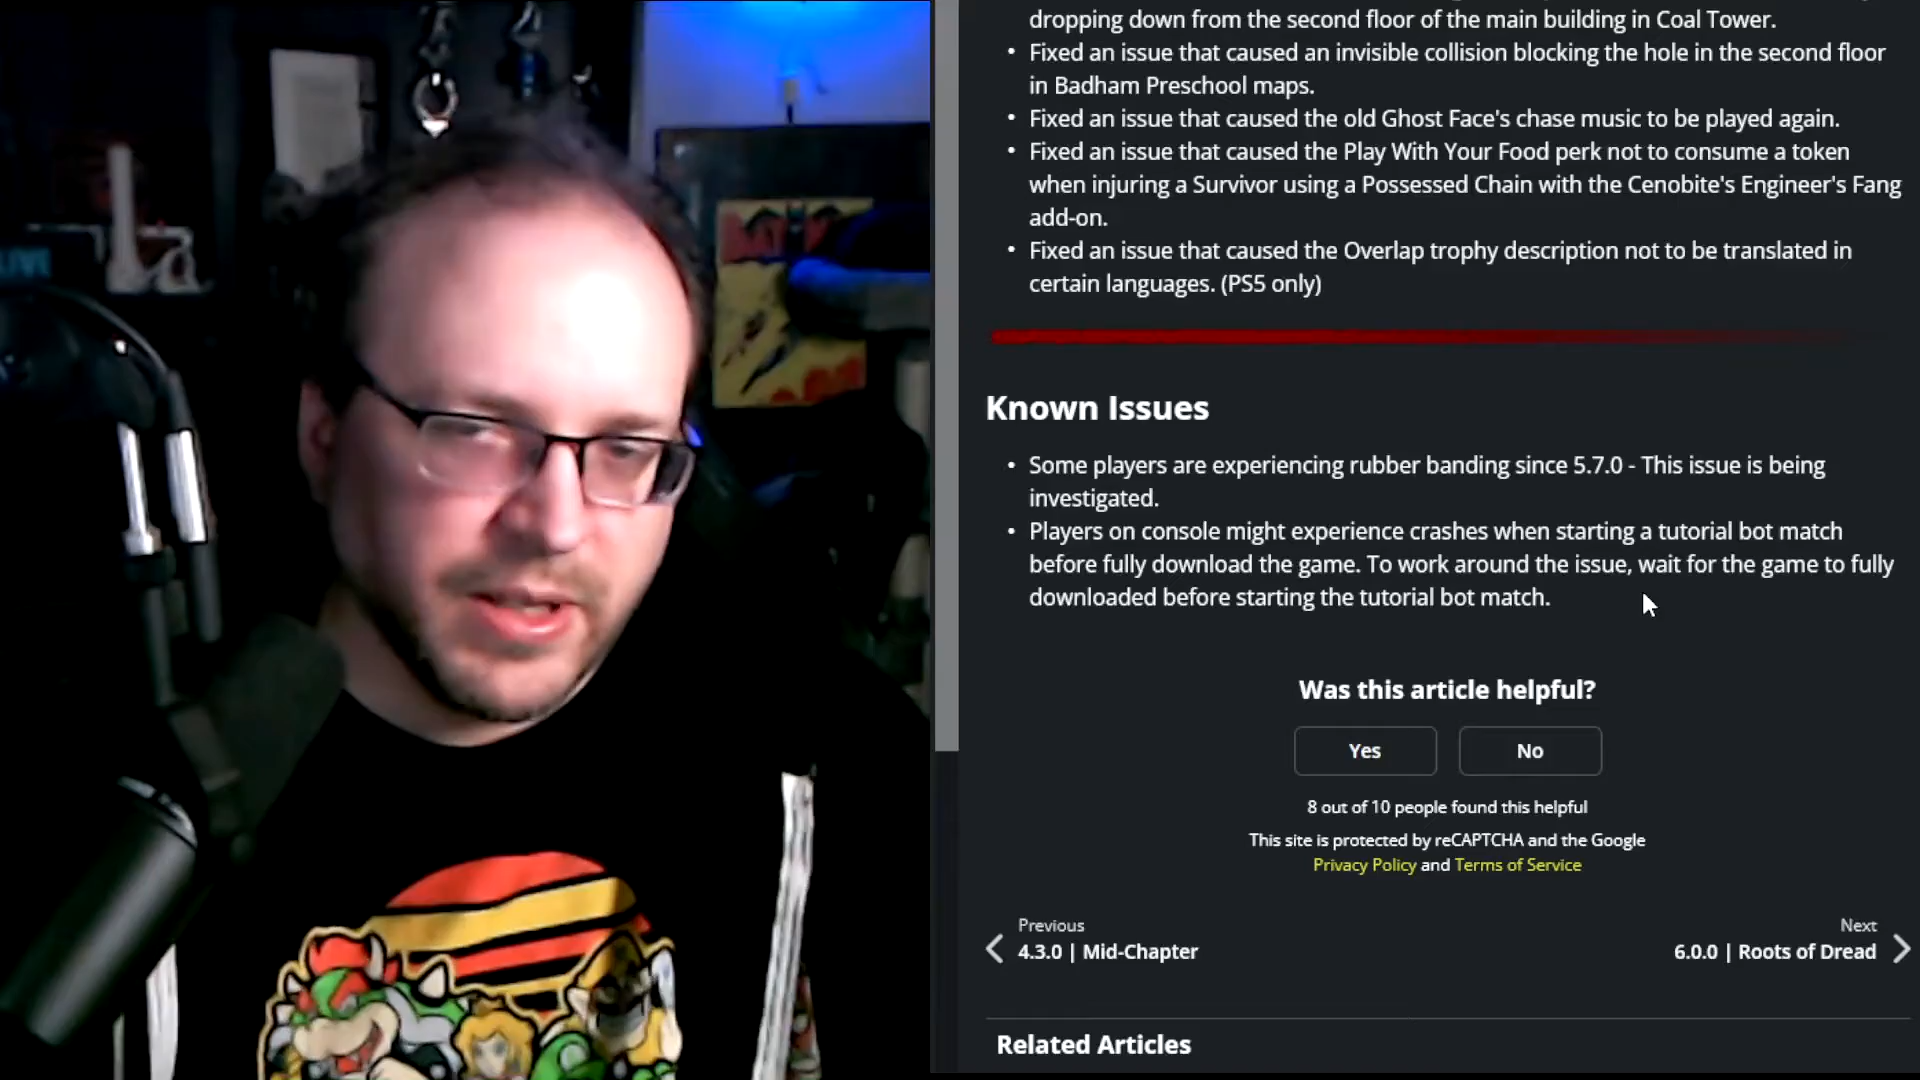 dropping down from the second floor of the main building in Coal Tower.
• Fixed an issue that caused an invisible collision blocking the hole in the second floor
in Badham Preschool maps.
• Fixed an issue that caused the old Ghost Face's chase music to be played again.
• Fixed an issue that caused the Play With Your Food perk not to consume a token
when injuring a Survivor using a Possessed Chain with the Cenobite's Engineer's Fang
add-on.
• Fixed an issue that caused the Overlap trophy description not to be translated in
certain languages. (PS5 only)
Known Issues
• Some players are experiencing rubber banding since 5.7.0 - This issue is being
investigated.
• Players on console might experience crashes when starting a tutorial bot match
before fully download the game. To work around the issue, wait for the game to fully
downloaded before starting the tutorial bot match.
Was this article helpful?
Yes
No
8 out of 10 people found this helpful
This site is protected by reCAPTCHA and the Google
Privacy Policy and Terms of Service
Previous
4.3.0 | Mid-Chapter
Next
6.0.0 | Roots of Dread
Related Articles
LIVE